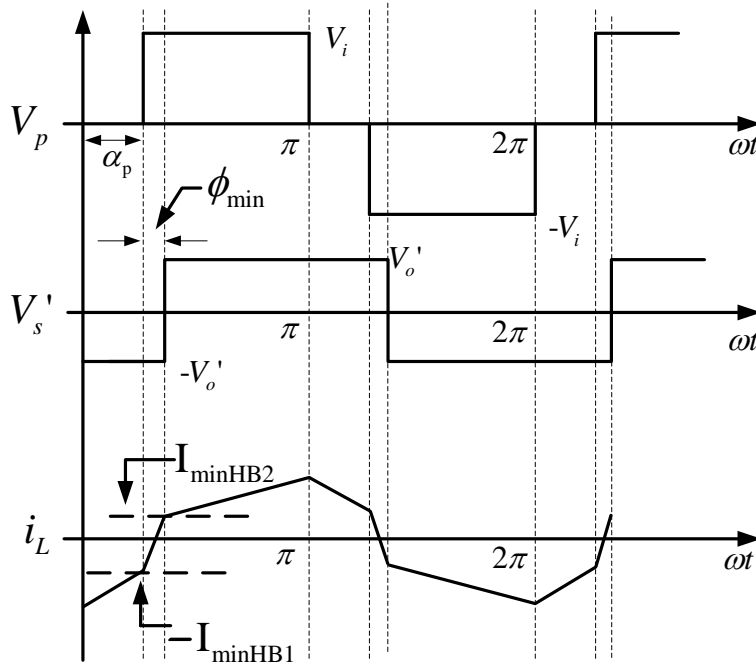 V_i
V_p
π
2π
ωt
α_p
ϕ_min
-V_i
V_o'
V_s'
π
2π
ωt
-V_o'
I_minHB2
i_L
π
2π
ωt
-I_minHB1